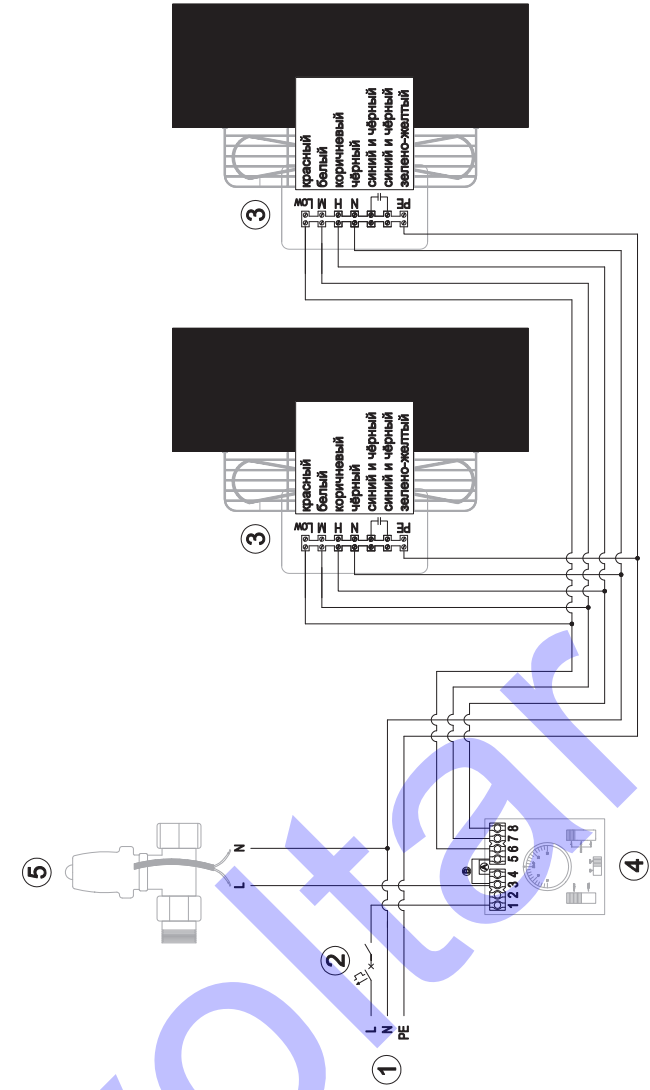 3
красный
белый
коричневый
чёрный
синий и чёрный
синий и чёрный
зелено-желтый
Low
M
H
N
PE
3
красный
белый
коричневый
чёрный
синий и чёрный
синий и чёрный
зелено-желтый
Low
M
H
N
PE
5
L
N
2
1
L
N
PE
1 2 3 4 5 6 7 8
4
oltar